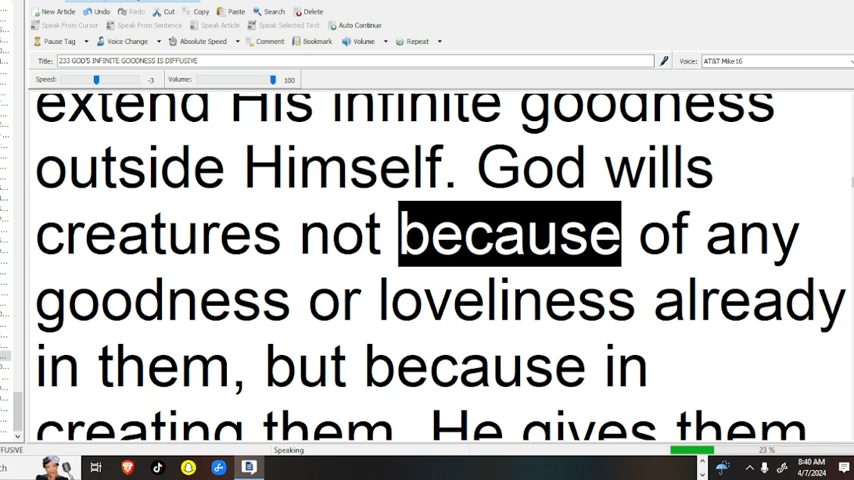 New Article Undo Redo Cut Copy Paste Search Delete
Speak From Cursor Speak From Sentence Speak Article Speak Selected Text Auto Continue
Pause Tag Voice Change Absolute Speed Comment Bookmark Volume Repeat
Title: 233 GOD'S INFINITE GOODNESS IS DIFFUSIVE Voice: AT&T Mike16
Speed: -3 Volume: 100
extend His infinite goodness
outside Himself. God wills
creatures not because of any
goodness or loveliness already
in them, but because in
creating them, He gives them
FUSIVE Speaking 23 %
ch 8:40 AM
4/7/2024